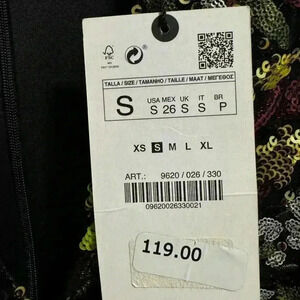 FSC
TALLA / SIZE / TAMANHO / TAILLE / MAAT / ΜΕΓΕΘΟΣ
S
USA MEX UK IT BR
S 26 S S P
XS S M L XL
ART.: 9620 / 026 / 330
09620026330021
119.00